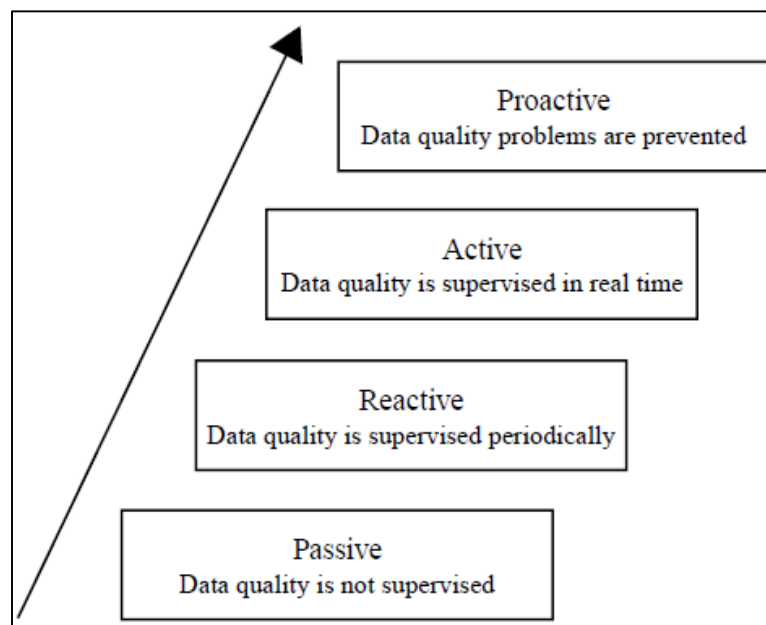 Proactive
Data quality problems are prevented
Active
Data quality is supervised in real time
Reactive
Data quality is supervised periodically
Passive
Data quality is not supervised